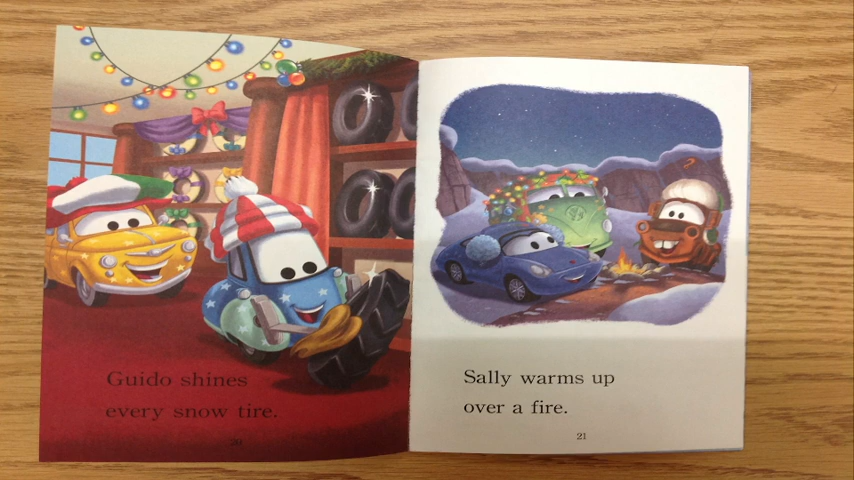 Guido shines
every snow tire.
20
Sally warms up
over a fire.
21